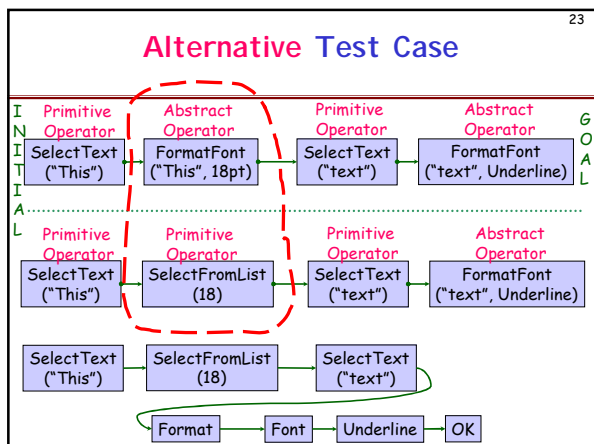 23
Alternative Test Case
INITIAL
GOAL
Primitive Operator
Abstract Operator
Primitive Operator
Abstract Operator
SelectText
("This")
FormatFont
("This", 18pt)
SelectText
("text")
FormatFont
("text", Underline)
Primitive Operator
Primitive Operator
Primitive Operator
Abstract Operator
SelectText
("This")
SelectFromList
(18)
SelectText
("text")
FormatFont
("text", Underline)
SelectText
("This")
SelectFromList
(18)
SelectText
("text")
Format
Font
Underline
OK